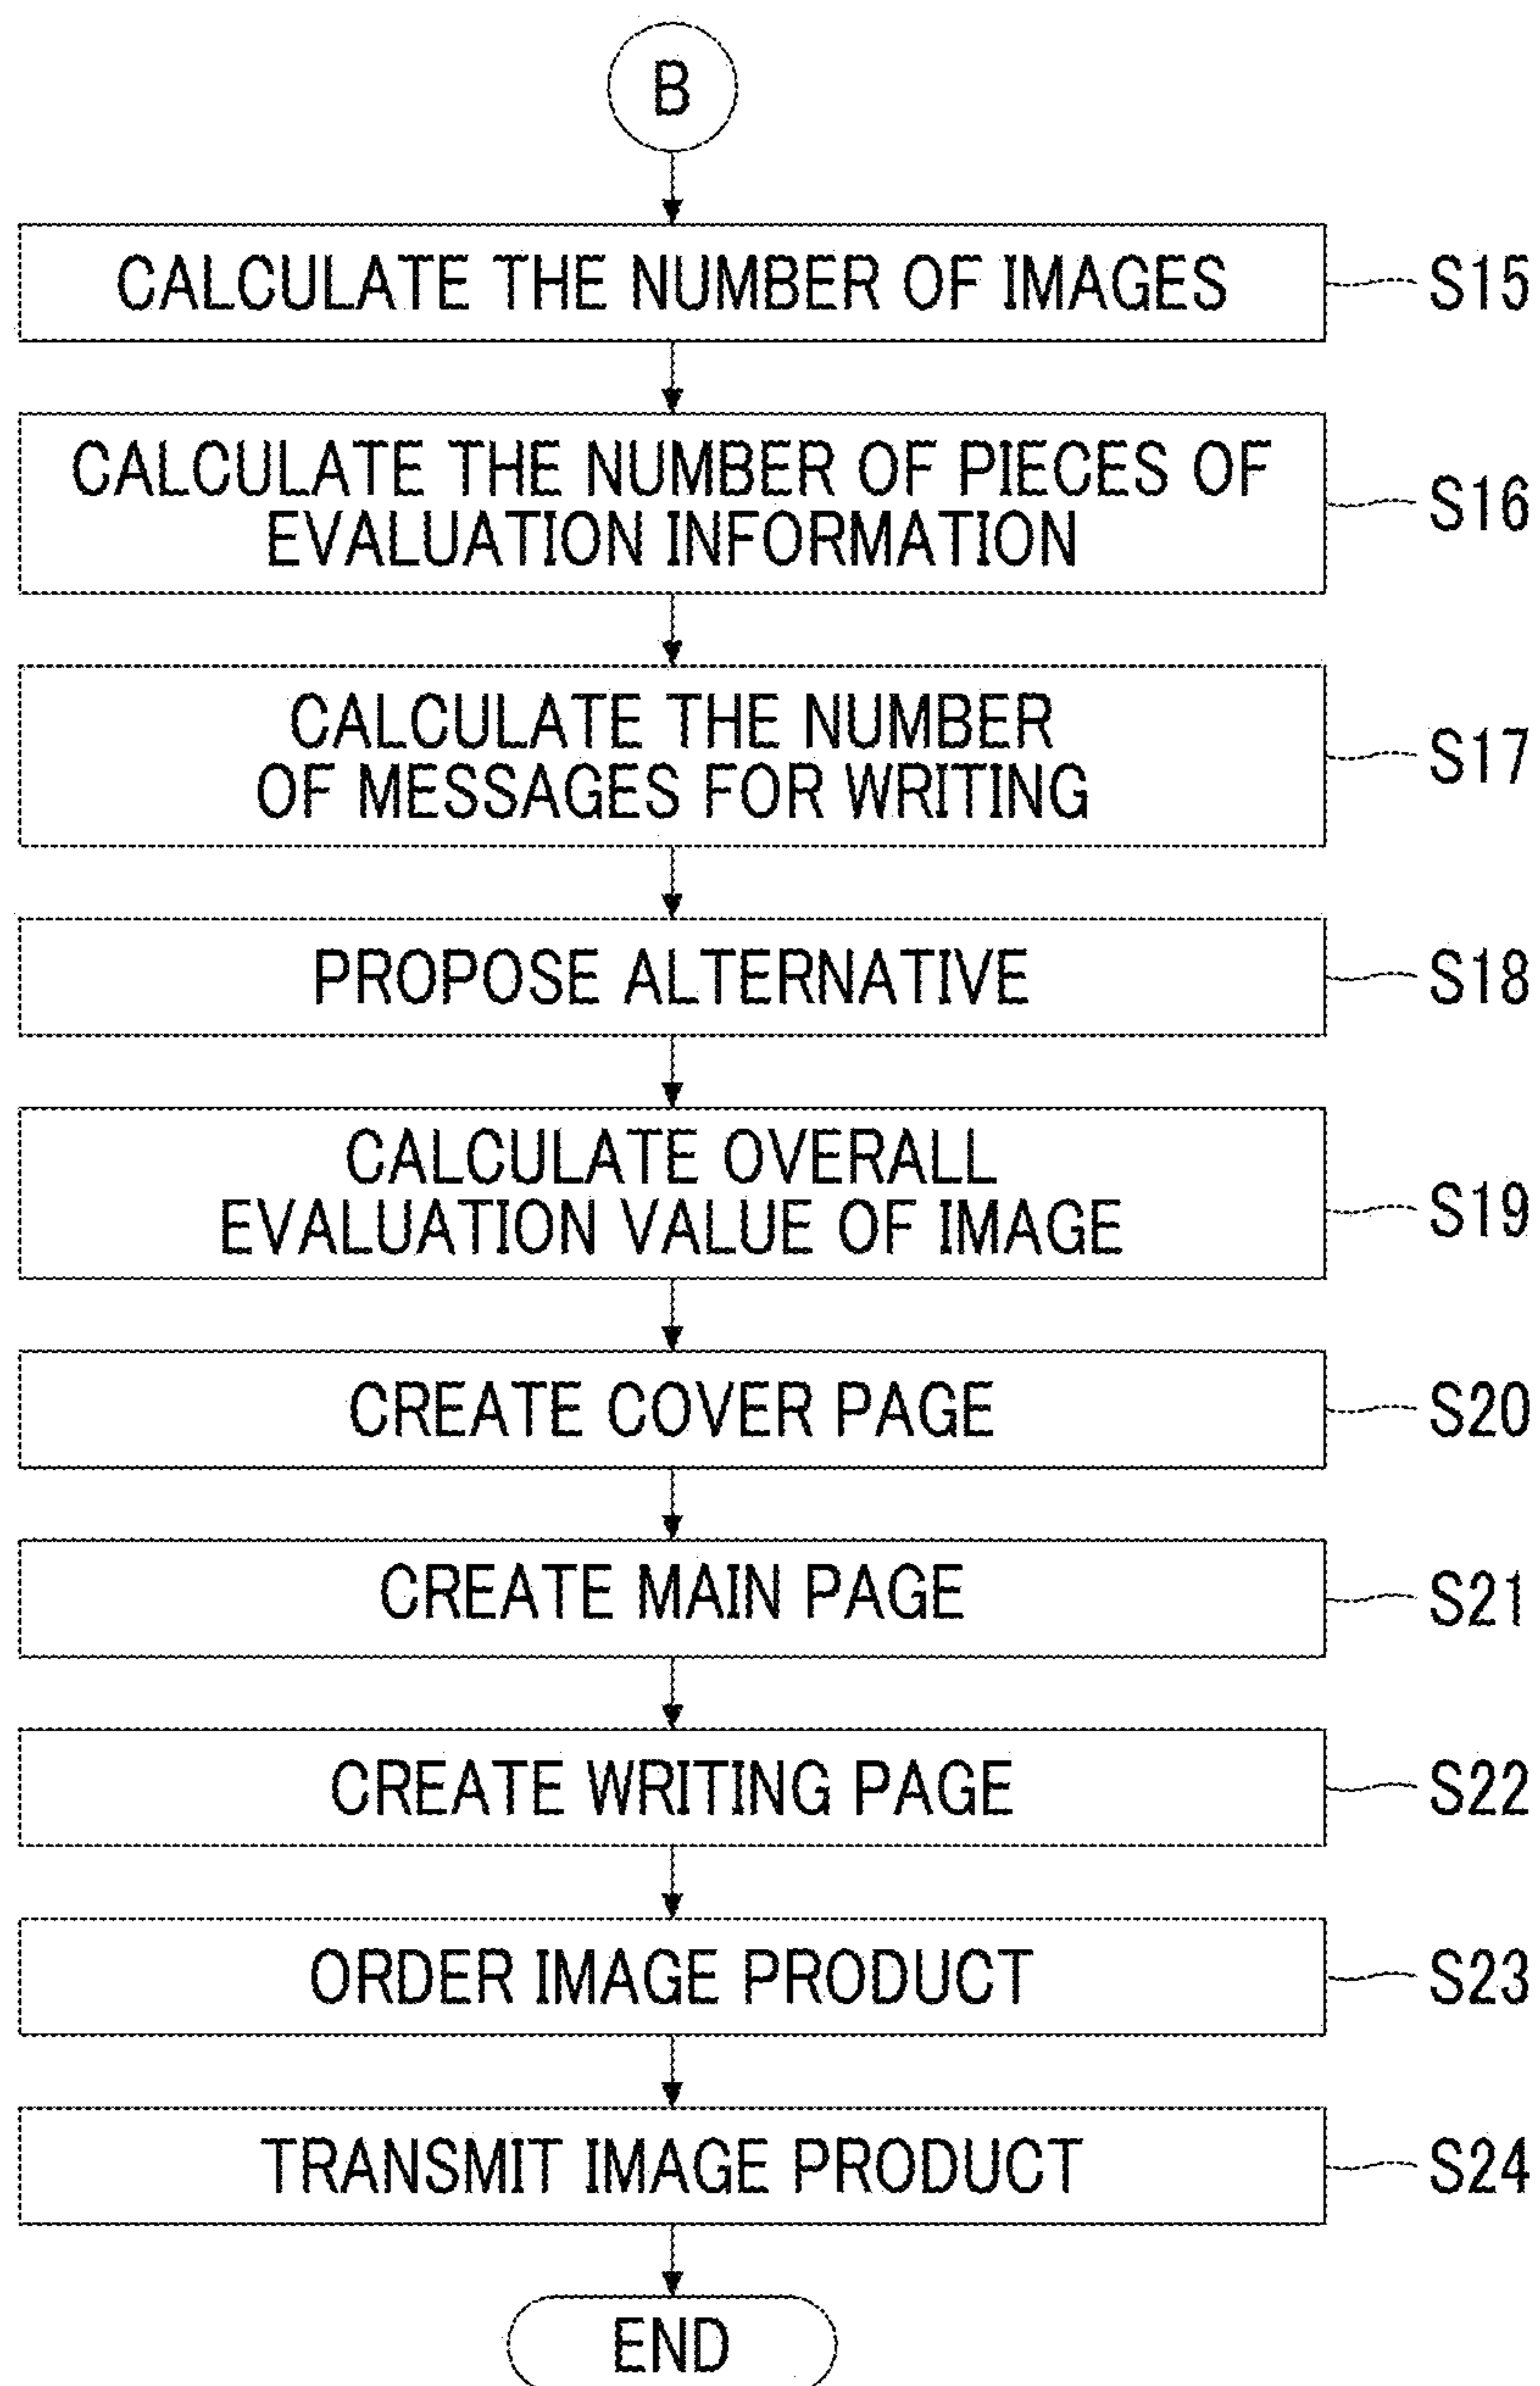 B
CALCULATE THE NUMBER OF IMAGES
S15
CALCULATE THE NUMBER OF PIECES OF
EVALUATION INFORMATION
S16
CALCULATE THE NUMBER
OF MESSAGES FOR WRITING
S17
PROPOSE ALTERNATIVE
S18
CALCULATE OVERALL
EVALUATION VALUE OF IMAGE
S19
CREATE COVER PAGE
S20
CREATE MAIN PAGE
S21
CREATE WRITING PAGE
S22
ORDER IMAGE PRODUCT
S23
TRANSMIT IMAGE PRODUCT
S24
END